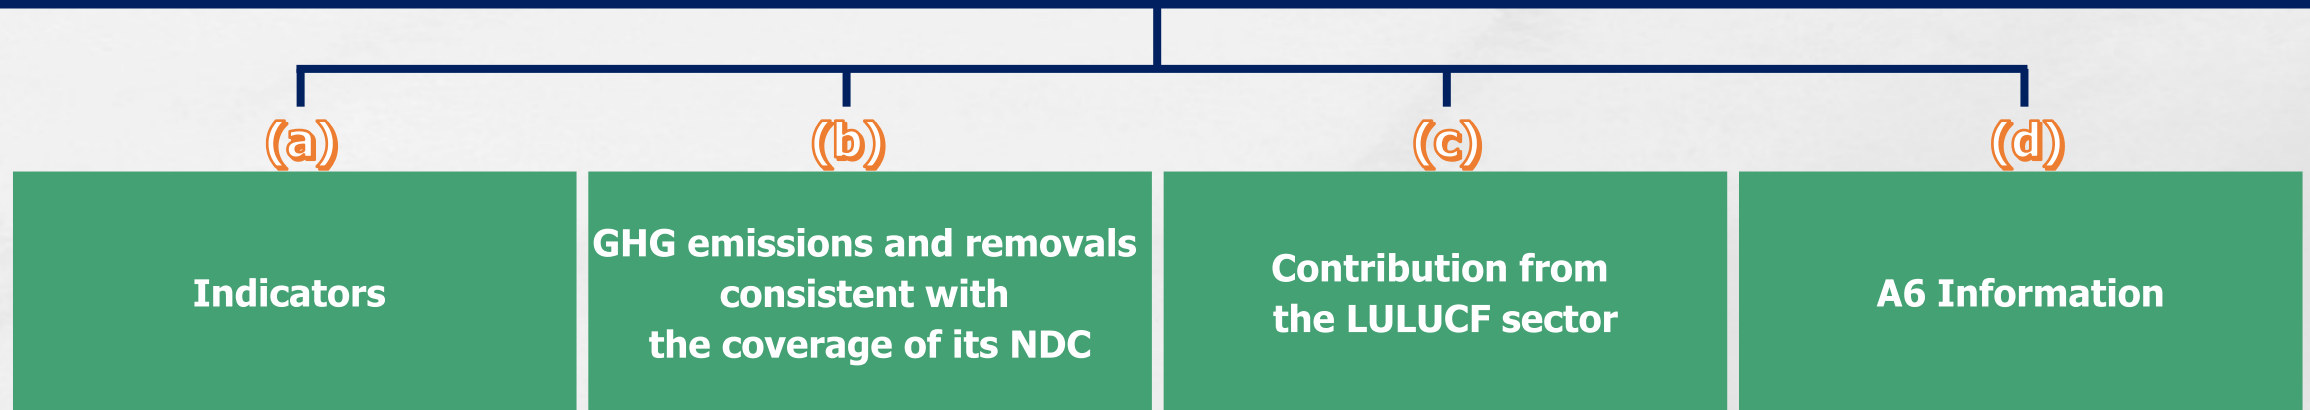 (a)
(b)
(c)
(d)
Indicators
GHG emissions and removals
consistent with
the coverage of its NDC
Contribution from
the LULUCF sector
A6 Information